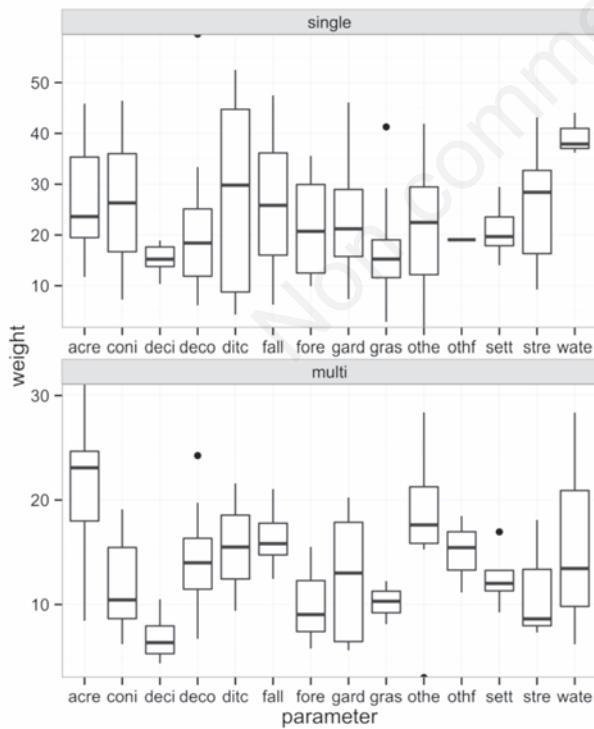 single
50
40
30
20
10
acre coni deci deco ditc fall fore gard gras othe othf sett stre wate
weight
multi
30
20
10
acre coni deci deco ditc fall fore gard gras othe othf sett stre wate
parameter
Non comme